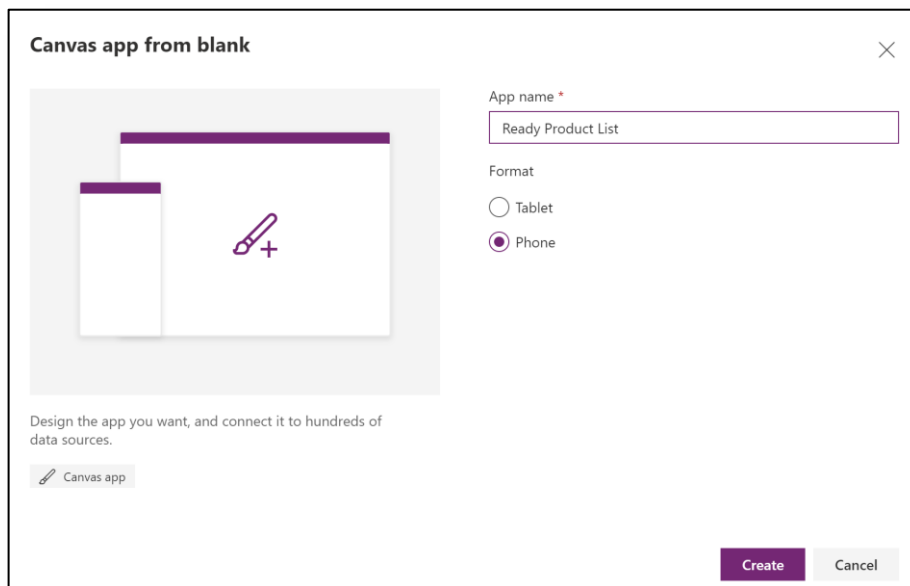 Canvas app from blank
App name *
Ready Product List
Format
Tablet
Phone
Design the app you want, and connect it to hundreds of
data sources.
Canvas app
Create Cancel